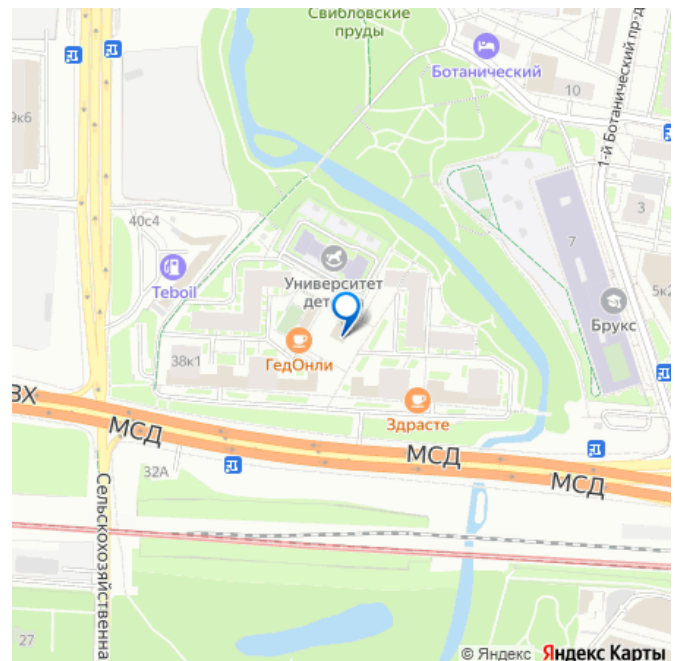 Свибловские
пруды
Ботанический
10
1-й Ботанический пр-д
9к6
40с4
3
7
Teboil
Университет
дет
5к2
Брукс
ГедОнли
38к1
Здрасте
ВХ
МСД
МСД
МСД
32А
Сельскохозяйственна
27
© Яндекс Яндекс Карты